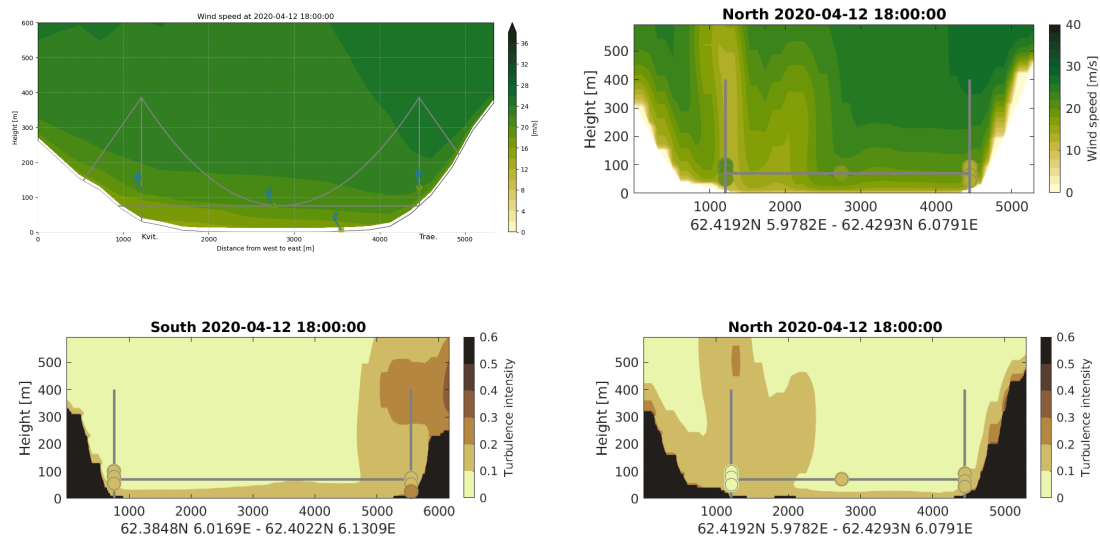 Wind speed at 2020-04-12 18:00:00
600
500
400
300
200
100
0
Height [m]
0 1000 2000 3000 4000 5000
Kvit. Trae.
Distance from west to east [m]
36
32
28
24
20
16
12
8
4
0
[m/s]
North 2020-04-12 18:00:00
500
400
300
200
100
0
Height [m]
1000 2000 3000 4000 5000
62.4192N 5.9782E - 62.4293N 6.0791E
40
30
20
10
0
Wind speed [m/s]
South 2020-04-12 18:00:00
500
400
300
200
100
0
Height [m]
1000 2000 3000 4000 5000 6000
62.3848N 6.0169E - 62.4022N 6.1309E
0.6
0.5
0.4
0.3
0.2
0.1
0
Turbulence intensity
North 2020-04-12 18:00:00
500
400
300
200
100
0
Height [m]
1000 2000 3000 4000 5000
62.4192N 5.9782E - 62.4293N 6.0791E
0.6
0.5
0.4
0.3
0.2
0.1
0
Turbulence intensity